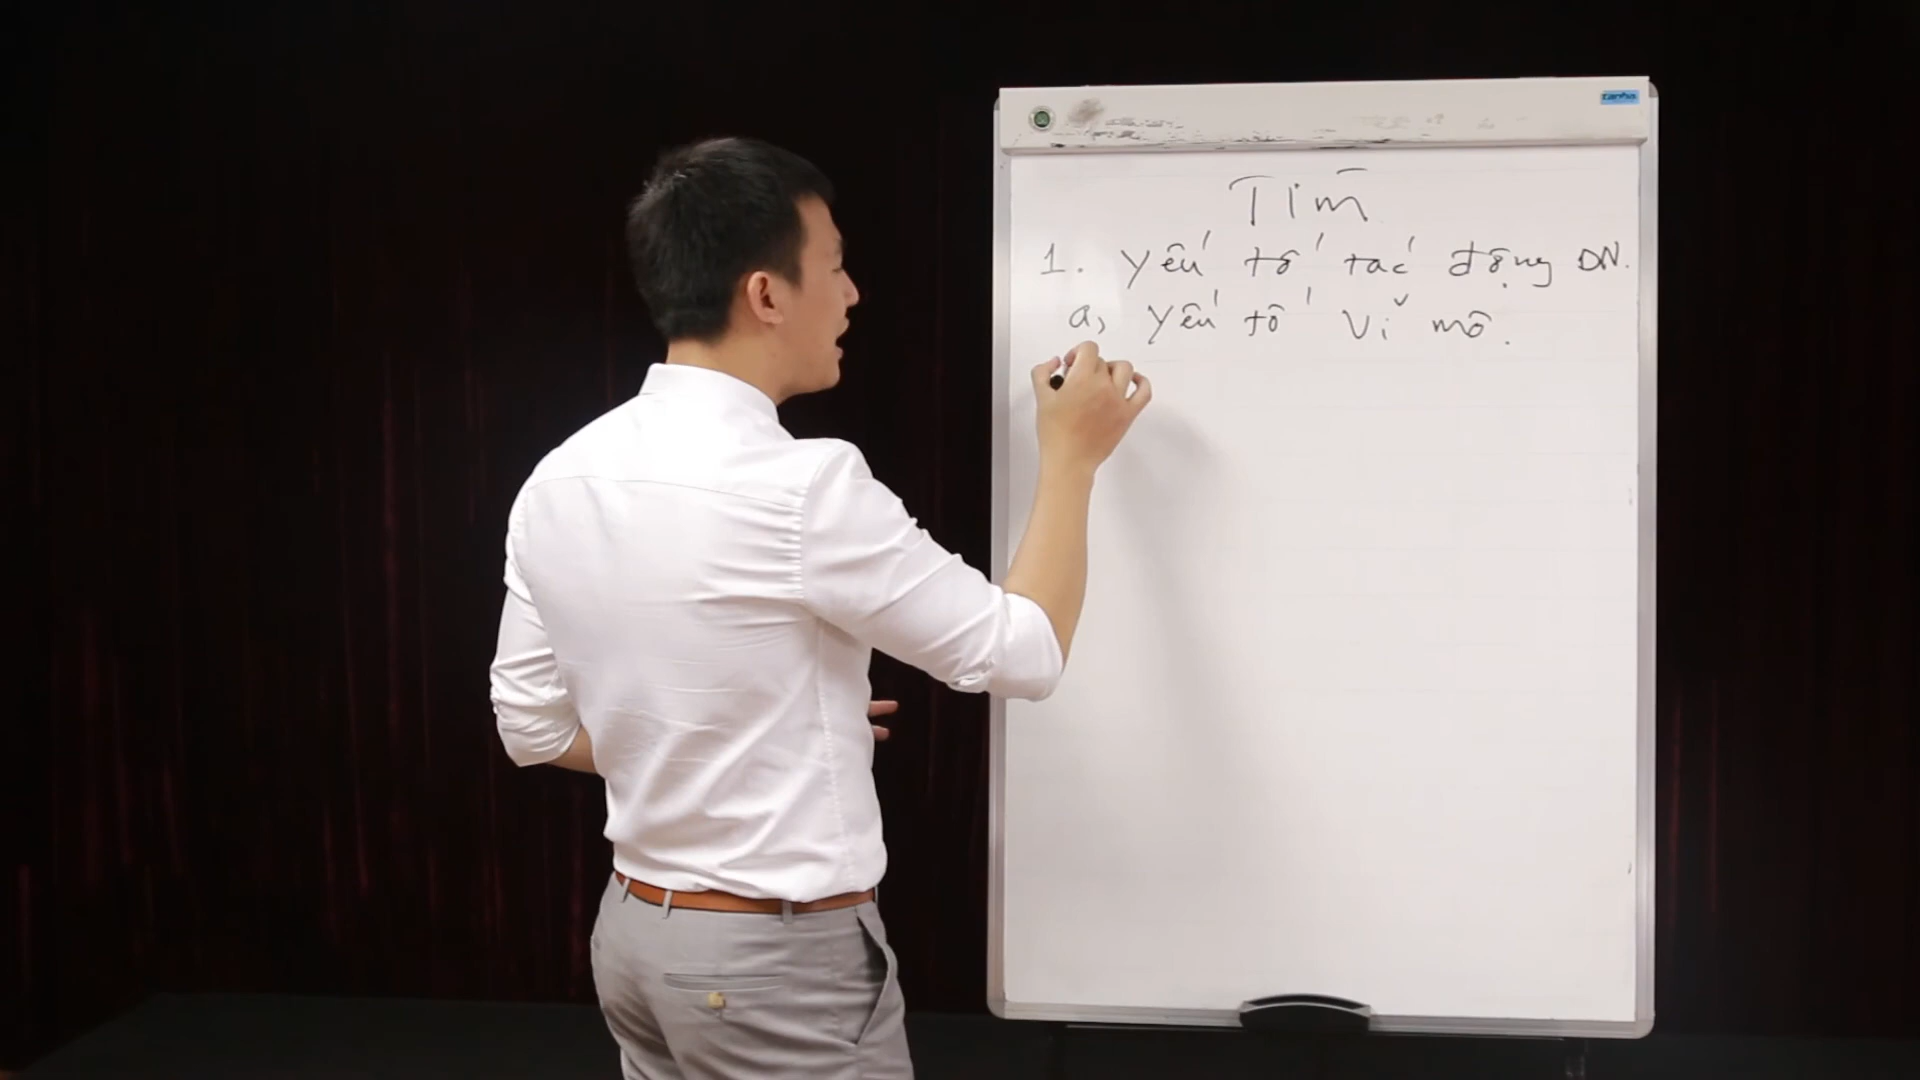 Tìm
1. Yếu tố tác động DN.
a, Yếu tố Vĩ mô.